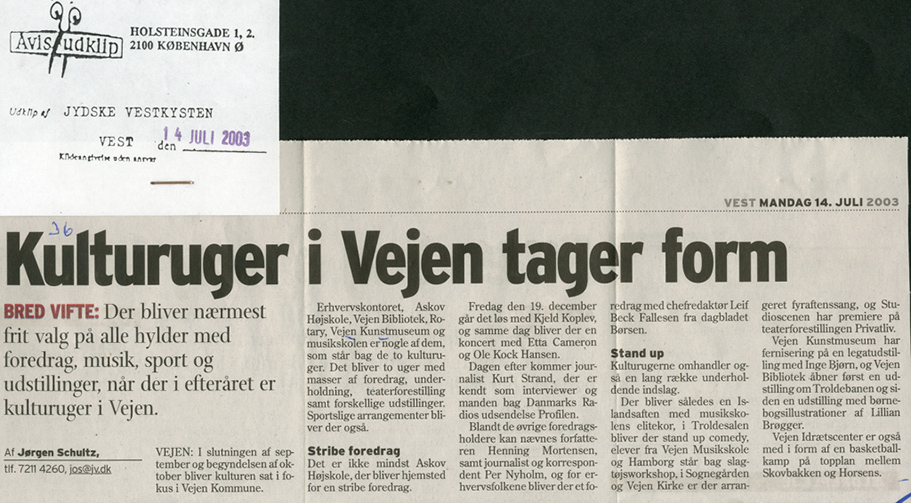 Avis/udklip
HOLSTEINSGADE 1, 2.
2100 KØBENHAVN Ø
Udklip af JYDSKE VESTKYSTEN
VEST den 14 JULI 2003
Kildeangivelse uden ansvar
VEST MANDAG 14. JULI 2003
36
Kulturuger i Vejen tager form
BRED VIFTE: Der bliver nærmest
frit valg på alle hylder med
foredrag, musik, sport og
udstillinger, når der i efteråret er
kulturuger i Vejen.
Af Jørgen Schultz,
tlf. 7211 4260, jos@jv.dk
VEJEN: I slutningen af sep-
tember og begyndelsen af ok-
tober bliver kulturen sat i fo-
kus i Vejen Kommune.
Erhvervskontoret, Askov
Højskole, Vejen Bibliotek, Ro-
tary, Vejen Kunstmuseum og
musikskolen er nogle af dem,
som står bag de to kulturu-
ger. Det bliver to uger med
masser af foredrag, under-
holdning, teaterforestilling
samt forskellige udstillinger.
Sportslige arrangementer bli-
ver der også.
Stribe foredrag
Det er ikke mindst Askov
Højskole, der bliver hjemsted
for en stribe foredrag.
Fredag den 19. december
går det løs med Kjeld Koplev,
og samme dag bliver der en
koncert med Etta Cameron
og Ole Kock Hansen.
Dagen efter kommer jour-
nalist Kurt Strand, der er
kendt som interviewer og
manden bag Danmarks Ra-
dios udsendelse Profilen.
Blandt de øvrige foredrags-
holdere kan nævnes forfatte-
ren Henning Mortensen,
samt journalist og korrespon-
dent Per Nyholm, og for er-
hvervsfolkene bliver der et fo-
redrag med chefredaktør Leif
Beck Fallesen fra dagbladet
Børsen.
Stand up
Kulturugerne omhandler og-
så en lang række underhol-
dende indslag.
Der bliver således en Is-
landsaften med musiksko-
lens elitekor, i Troldesalen
bliver der stand up comedy,
elever fra Vejen Musikskole
og Hamborg står bag slag-
tøjsworkshop, i Sognegården
og Vejen Kirke er der arran-
geret fyraftenssang, og Stu-
dioscenen har premiere på
teaterforestillingen Privatliv.
Vejen Kunstmuseum har
fernisering på en legatudstil-
ling med Inge Bjørn, og Vejen
Bibliotek åbner først en ud-
stilling om Troldebanen og si-
den en udstilling med børne-
bogsillustrationer af Lillian
Brøgger.
Vejen Idrætscenter er også
med i form af en basketball-
kamp på topplan mellem
Skovbakken og Horsens.